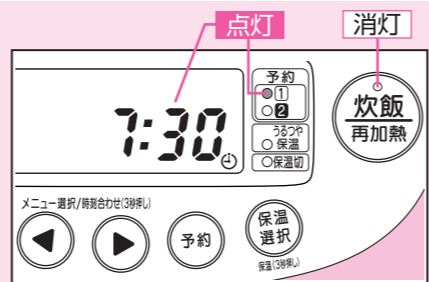 点灯
消灯
予約
1
2
うるつや
保温
保温切
7:30
炊飯
再加熱
メニュー選択/時刻合わせ(3秒押し)
予約
保温
選択
保温(3秒押し)